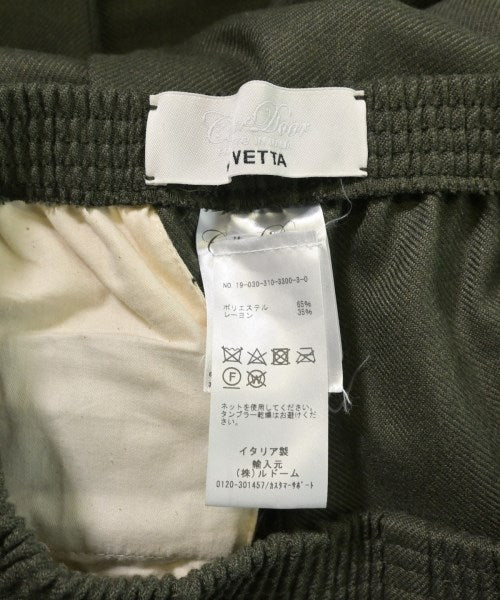 VETTA
NO. 19-030-310-3300-3-0
ポリエステル 65%
レーヨン 35%
ネットを使用してください。
タンブラー乾燥はお避けください。
イタリア製
輸入元
(株)ルドーム
0120-301457/カスタマーサポート